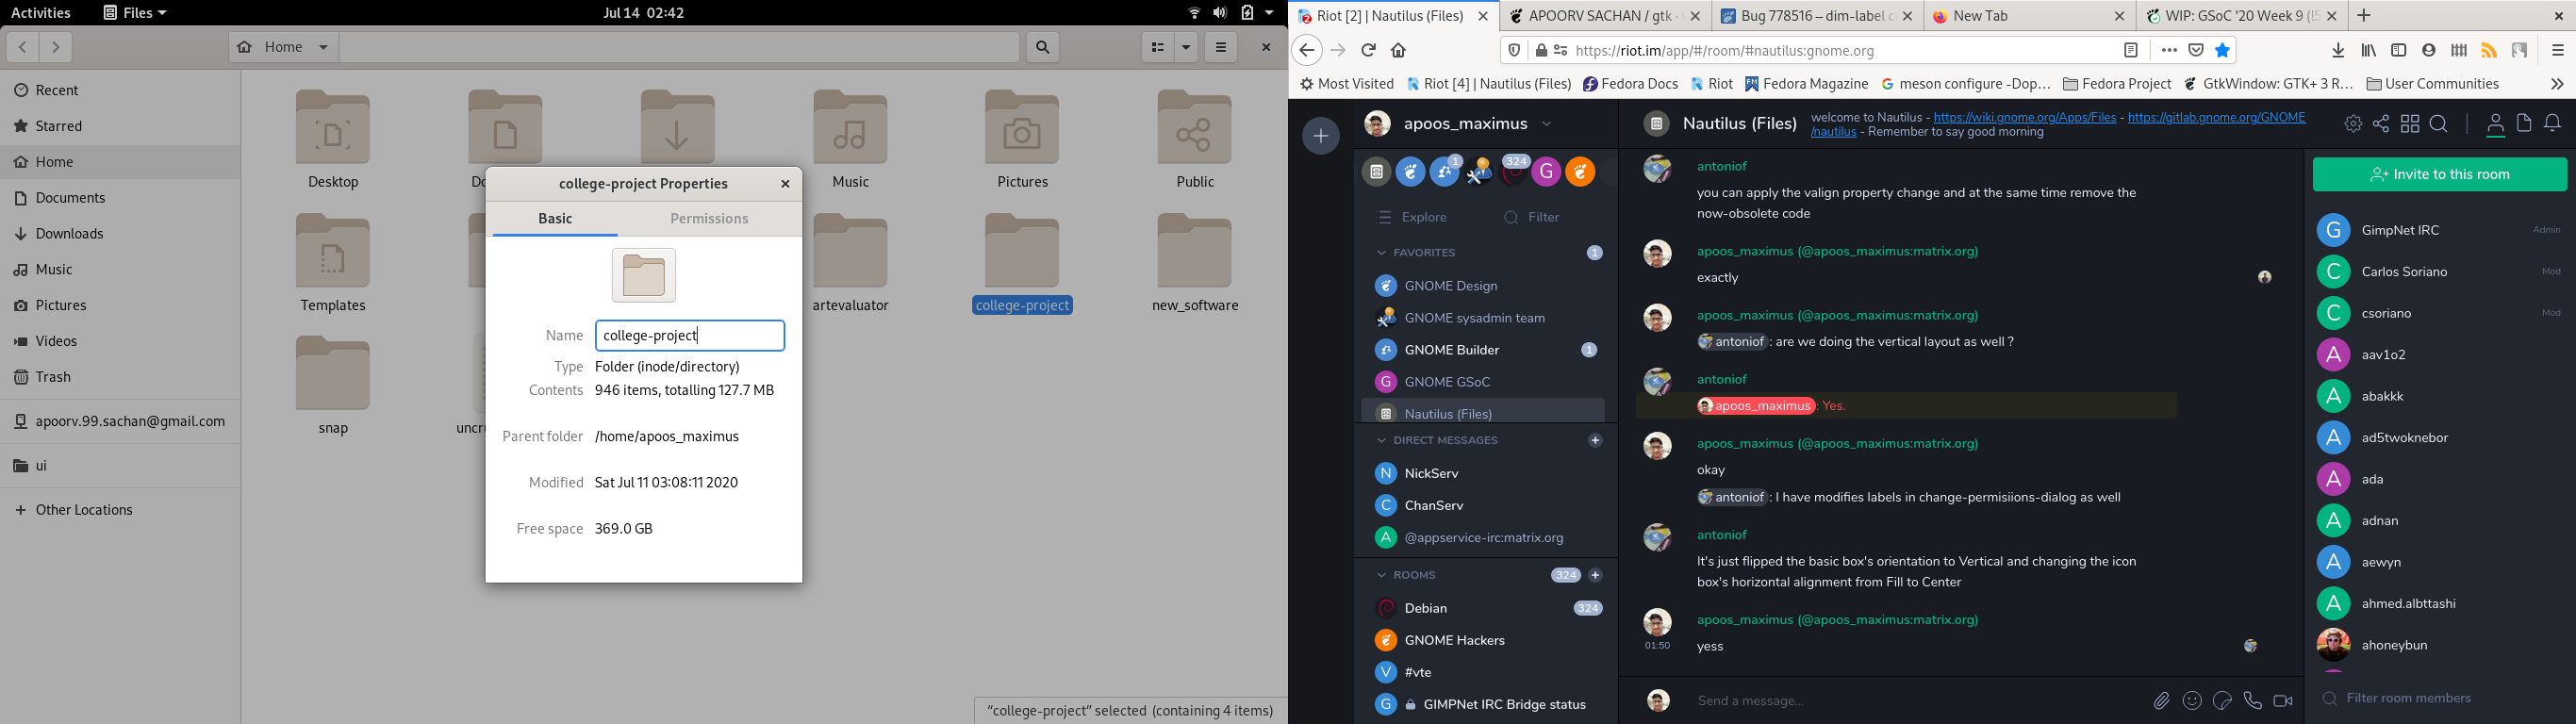 Activities
Files
Jul 14 02:42
Home
Recent
Starred
Home
Documents
Downloads
Music
Pictures
Videos
Trash
apoorv.99.sachan@gmail.com
ui
Other Locations
Desktop
Music
Pictures
Public
Templates
artevaluator
college-project
new_software
snap
college-project Properties
Basic
Permissions
Name college-project
Type Folder (inode/directory)
Contents 946 items, totalling 127.7 MB
Parent folder /home/apoos_maximus
Modified Sat Jul 11 03:08:11 2020
Free space 369.0 GB
“college-project” selected (containing 4 items)
Riot [2] | Nautilus (Files)
APOORV SACHAN / gtk
Bug 778516 – dim-label
New Tab
WIP: GSoC '20 Week 9
https://riot.im/app/#/room/#nautilus:gnome.org
Most Visited
Riot [4] | Nautilus (Files)
Fedora Docs
Riot
Fedora Magazine
meson configure -Dop...
Fedora Project
GtkWindow: GTK+ 3 R...
User Communities
apoos_maximus
1
324
G
Explore
Filter
FAVORITES 1
GNOME Design
GNOME sysadmin team
GNOME Builder 1
G GNOME GSoC
Nautilus (Files)
DIRECT MESSAGES
N NickServ
C ChanServ
A @appservice-irc:matrix.org
ROOMS 324
Debian 324
GNOME Hackers
V #vte
G GIMPNet IRC Bridge status
Nautilus (Files)
welcome to Nautilus - https://wiki.gnome.org/Apps/Files - https://gitlab.gnome.org/GNOME
/nautilus - Remember to say good morning
antoniof
you can apply the valign property change and at the same time remove the
now-obsolete code
apoos_maximus (@apoos_maximus:matrix.org)
exactly
apoos_maximus (@apoos_maximus:matrix.org)
antoniof : are we doing the vertical layout as well ?
antoniof
apoos_maximus : Yes.
apoos_maximus (@apoos_maximus:matrix.org)
okay
antoniof : I have modifies labels in change-permisiions-dialog as well
antoniof
It's just flipped the basic box's orientation to Vertical and changing the icon
box's horizontal alignment from Fill to Center
apoos_maximus (@apoos_maximus:matrix.org)
01:50 yess
Send a message...
Invite to this room
G GimpNet IRC Admin
C Carlos Soriano Mod
C csoriano Mod
A aav1o2
A abakkk
A ad5twoknebor
A ada
A adnan
A aewyn
A ahmed.albttashi
ahoneybun
Filter room members